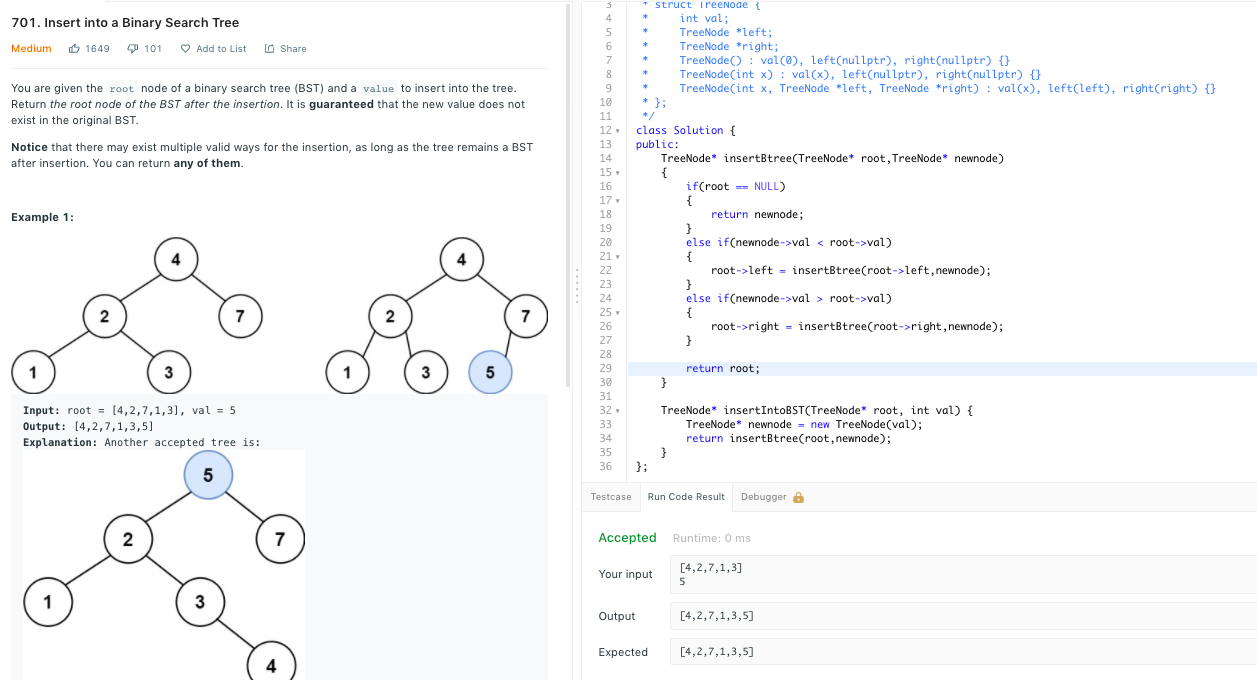 701. Insert into a Binary Search Tree
Medium 1649 101 Add to List Share
You are given the root node of a binary search tree (BST) and a value to insert into the tree.
Return the root node of the BST after the insertion. It is guaranteed that the new value does not
exist in the original BST.
Notice that there may exist multiple valid ways for the insertion, as long as the tree remains a BST
after insertion. You can return any of them.
Example 1:
4 4
2 7 2 7
1 3 1 3 5
Input: root = [4,2,7,1,3], val = 5
Output: [4,2,7,1,3,5]
Explanation: Another accepted tree is:
5
2 7
1 3
4
3 * struct TreeNode {
4 *     int val;
5 *     TreeNode *left;
6 *     TreeNode *right;
7 *     TreeNode() : val(0), left(nullptr), right(nullptr) {}
8 *     TreeNode(int x) : val(x), left(nullptr), right(nullptr) {}
9 *     TreeNode(int x, TreeNode *left, TreeNode *right) : val(x), left(left), right(right) {}
10 * };
11 */
12 class Solution {
13 public:
14     TreeNode* insertBtree(TreeNode* root,TreeNode* newnode)
15     {
16         if(root == NULL)
17         {
18             return newnode;
19         }
20         else if(newnode->val < root->val)
21         {
22             root->left = insertBtree(root->left,newnode);
23         }
24         else if(newnode->val > root->val)
25         {
26             root->right = insertBtree(root->right,newnode);
27         }
28
29         return root;
30     }
31
32     TreeNode* insertIntoBST(TreeNode* root, int val) {
33         TreeNode* newnode = new TreeNode(val);
34         return insertBtree(root,newnode);
35     }
36 };
Testcase Run Code Result Debugger
Accepted Runtime: 0 ms
Your input
[4,2,7,1,3]
5
Output [4,2,7,1,3,5]
Expected [4,2,7,1,3,5]